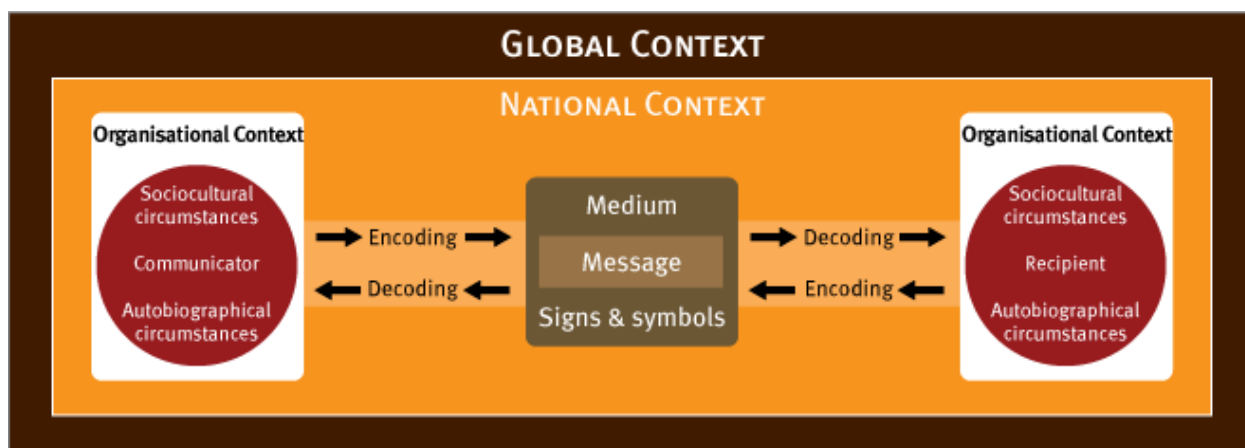 GLOBAL CONTEXT
NATIONAL CONTEXT
Organisational Context
Sociocultural
circumstances
Communicator
Autobiographical
circumstances
Encoding
Decoding
Medium
Message
Signs & symbols
Decoding
Encoding
Organisational Context
Sociocultural
circumstances
Recipient
Autobiographical
circumstances